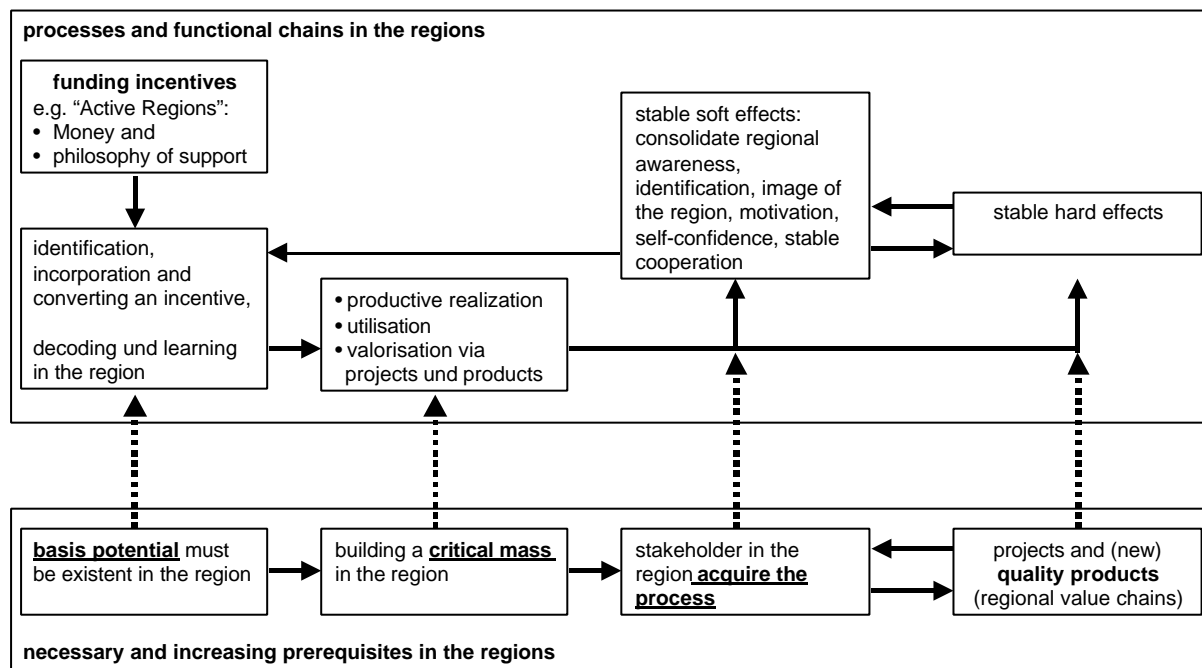 processes and functional chains in the regions
funding incentives
e.g. “Active Regions”:
• Money and
• philosophy of support
identification,
incorporation and
converting an incentive,
decoding und learning
in the region
• productive realization
• utilisation
• valorisation via
projects und products
stable soft effects:
consolidate regional
awareness,
identification, image of
the region, motivation,
self-confidence, stable
cooperation
stable hard effects
basis potential must
be existent in the region
building a critical mass
in the region
stakeholder in the
region acquire the
process
projects and (new)
quality products
(regional value chains)
necessary and increasing prerequisites in the regions